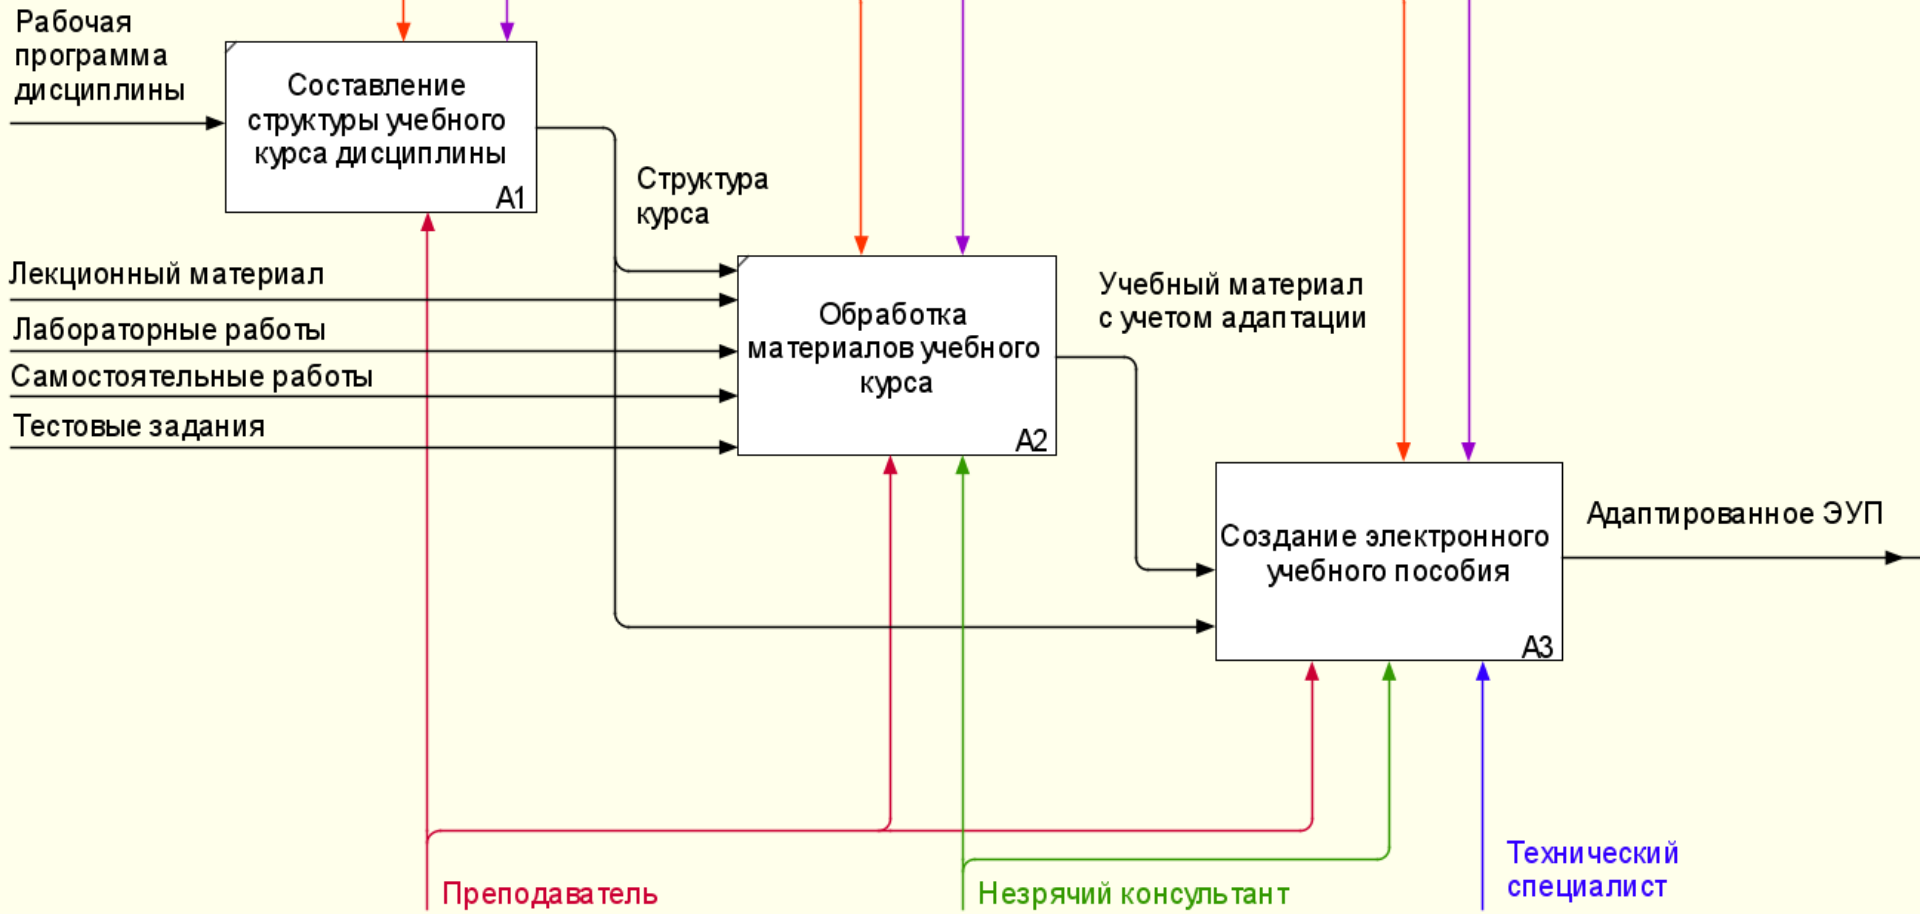 Рабочая
программа
дисциплины
Составление
структуры учебного
курса дисциплины
A1
Структура
курса
Лекционный материал
Лабораторные работы
Самостоятельные работы
Тестовые задания
Обработка
материалов учебного
курса
A2
Учебный материал
с учетом адаптации
Создание электронного
учебного пособия
A3
Адаптированное ЭУП
Преподаватель
Незрячий консультант
Технический
специалист